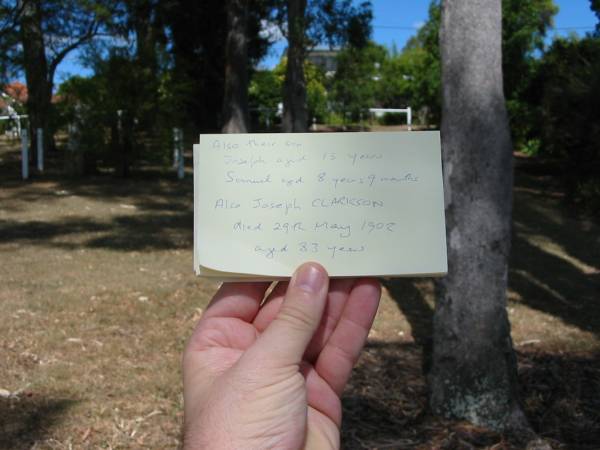 Also their son
Joseph aged 15 years
Samuel aged 8 years 9 months
Also Joseph CLARKSON
died 29th May 1902
aged 83 years